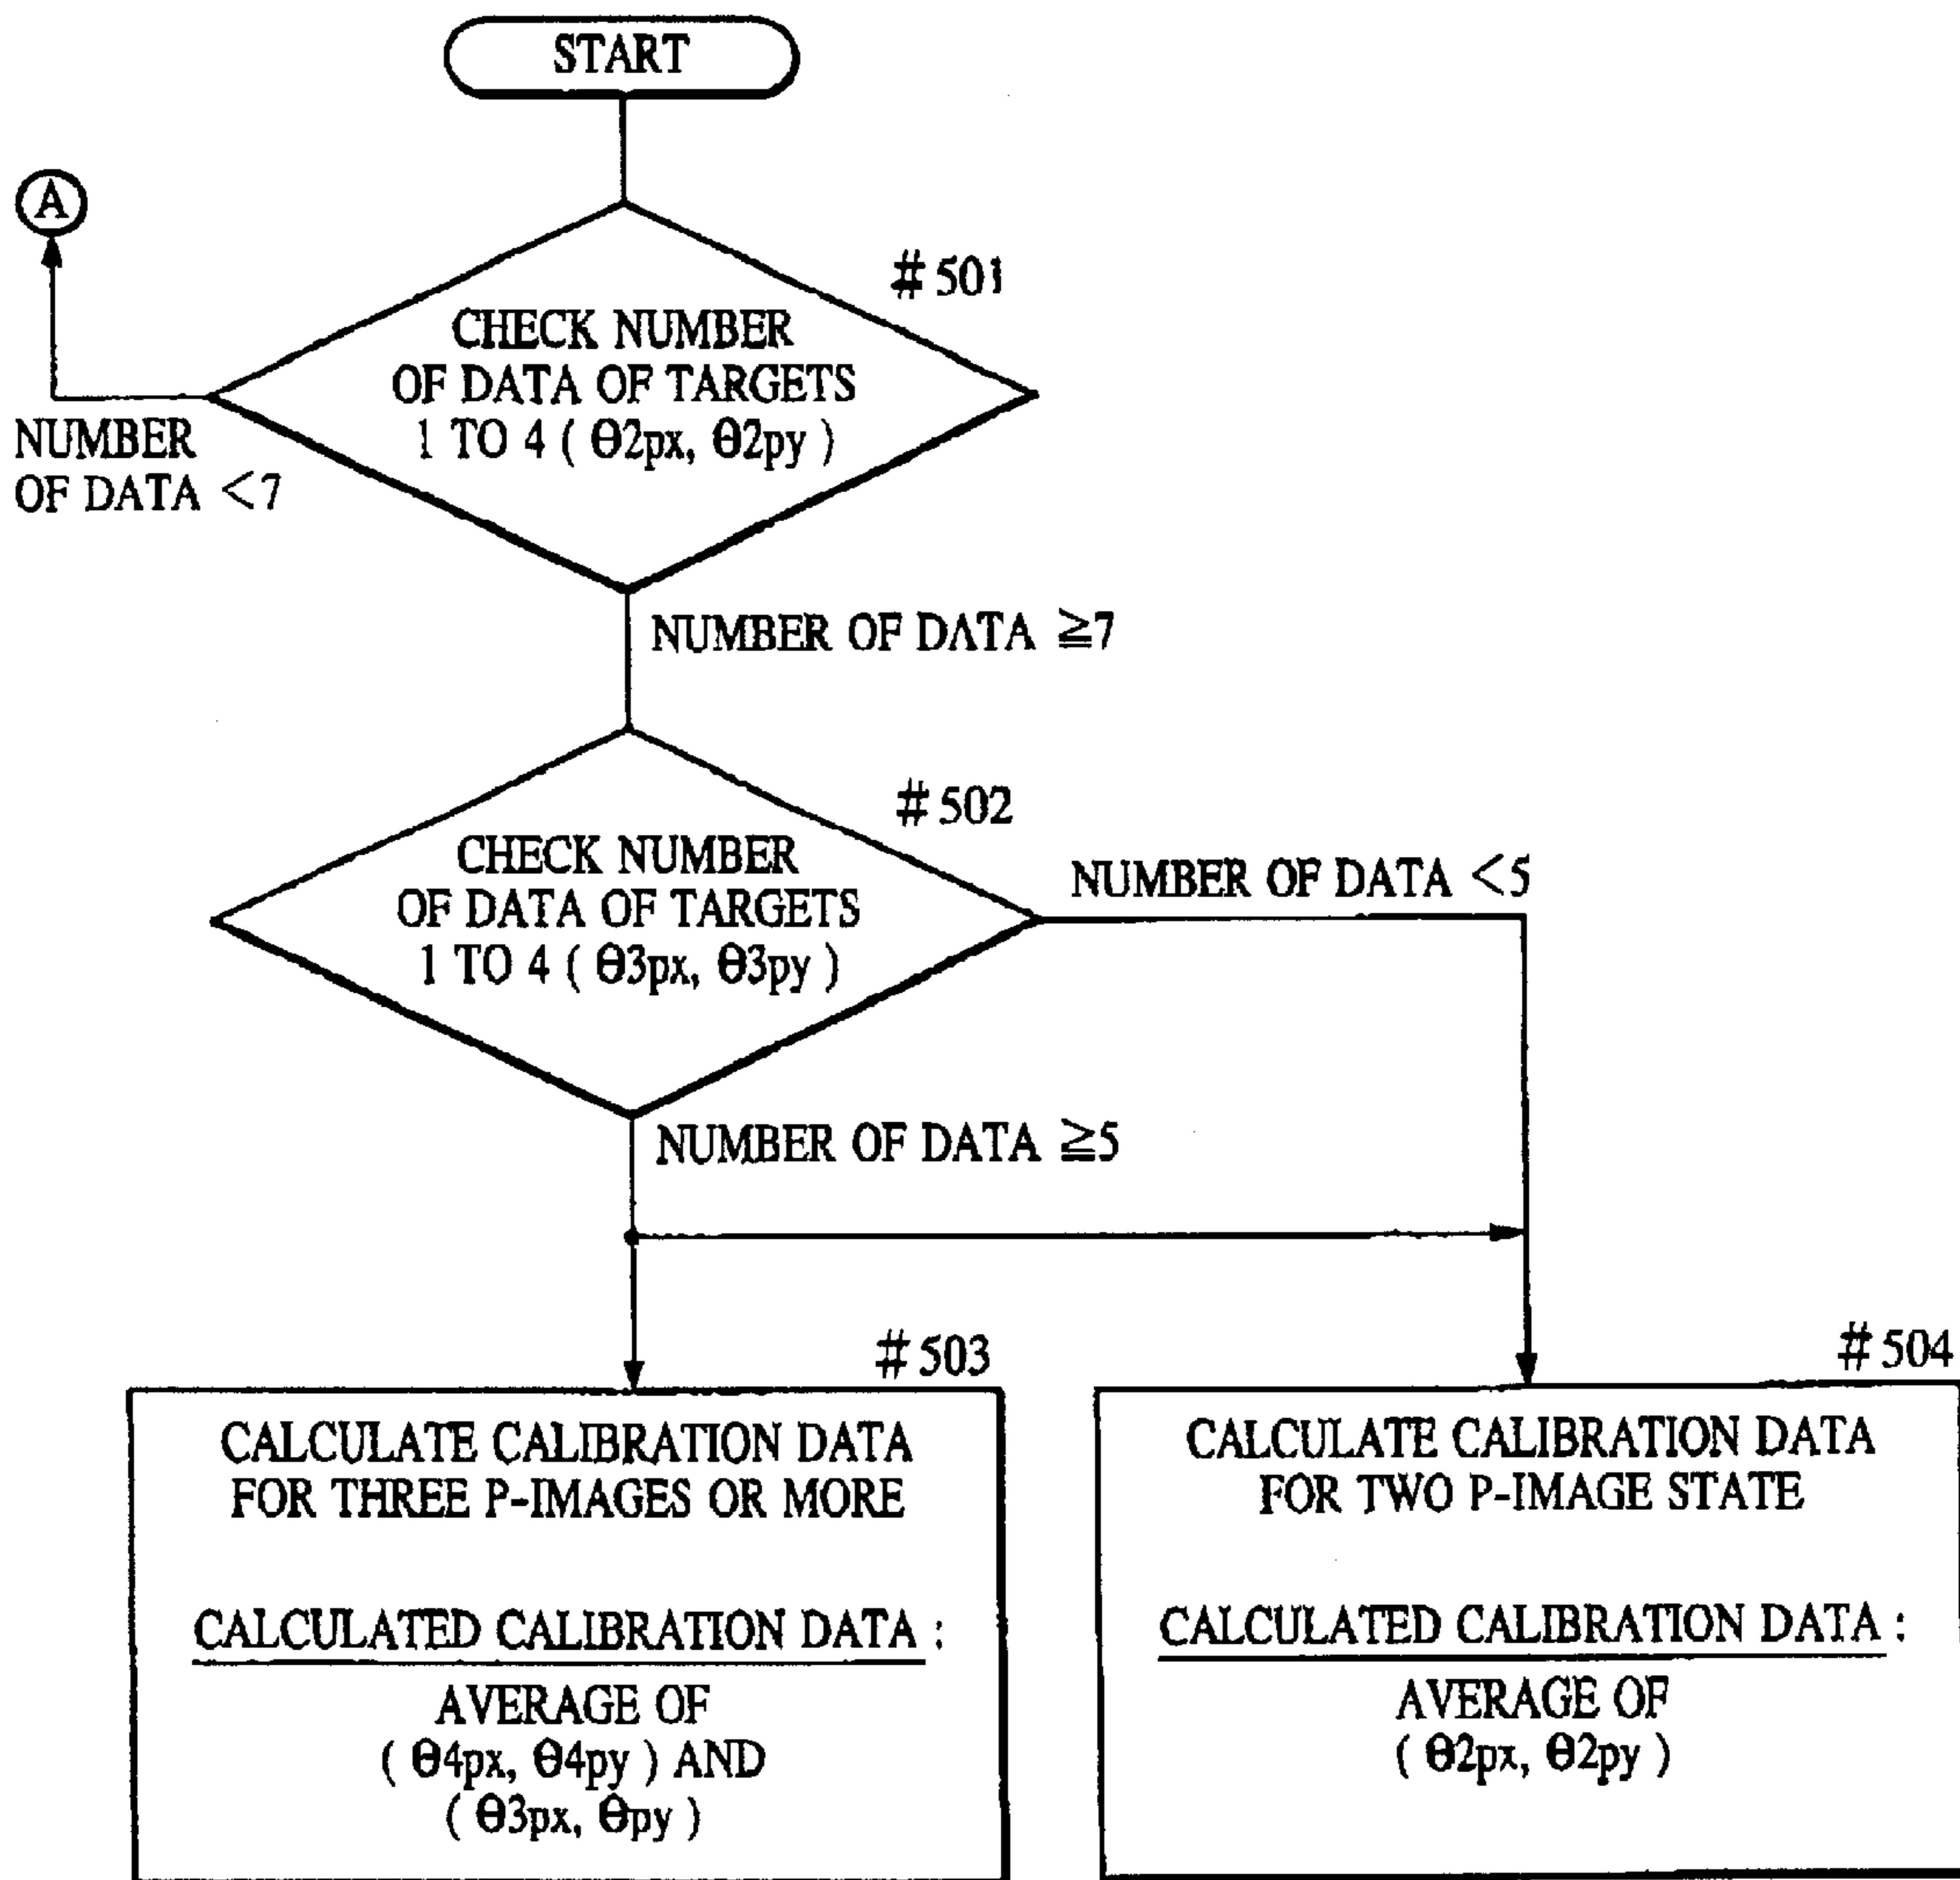 START
A
#501
CHECK NUMBER
OF DATA OF TARGETS
1 TO 4 ( θ2px, θ2py )
NUMBER
OF DATA <7
NUMBER OF DATA ≧7
#502
CHECK NUMBER
OF DATA OF TARGETS
1 TO 4 ( θ3px, θ3py )
NUMBER OF DATA <5
NUMBER OF DATA ≧5
#503
CALCULATE CALIBRATION DATA
FOR THREE P-IMAGES OR MORE
CALCULATED CALIBRATION DATA :
AVERAGE OF
( θ4px, θ4py ) AND
( θ3px, θpy )
#504
CALCULATE CALIBRATION DATA
FOR TWO P-IMAGE STATE
CALCULATED CALIBRATION DATA :
AVERAGE OF
( θ2px, θ2py )